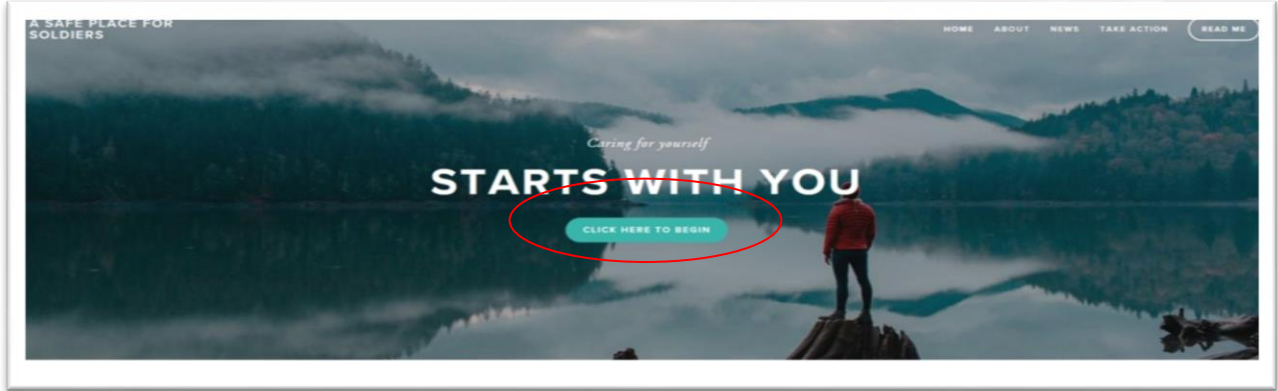 A SAFE PLACE FOR
SOLDIERS
HOME ABOUT NEWS TAKE ACTION READ ME
Caring for yourself
STARTS WITH YOU
CLICK HERE TO BEGIN